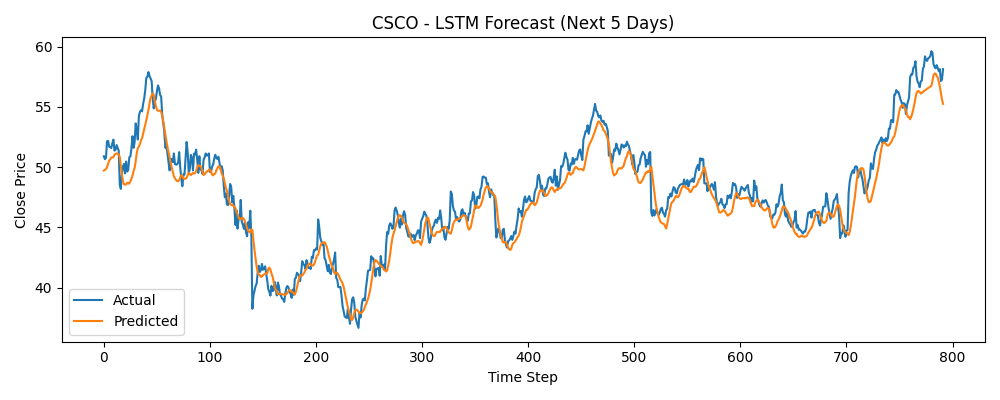 CSCO - LSTM Forecast (Next 5 Days)
Close Price
60
55
50
45
40
Actual
Predicted
0 100 200 300 400 500 600 700 800
Time Step